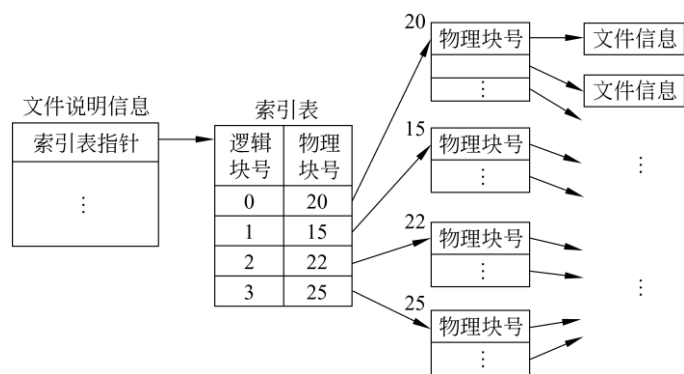 文件说明信息
索引表指针
⋮
索引表
逻辑 物理
块号 块号
0 20
1 15
2 22
3 25
20
物理块号
⋮
文件信息
文件信息
15
物理块号
⋮
⋮
22
物理块号
⋮
⋮
25
物理块号
⋮